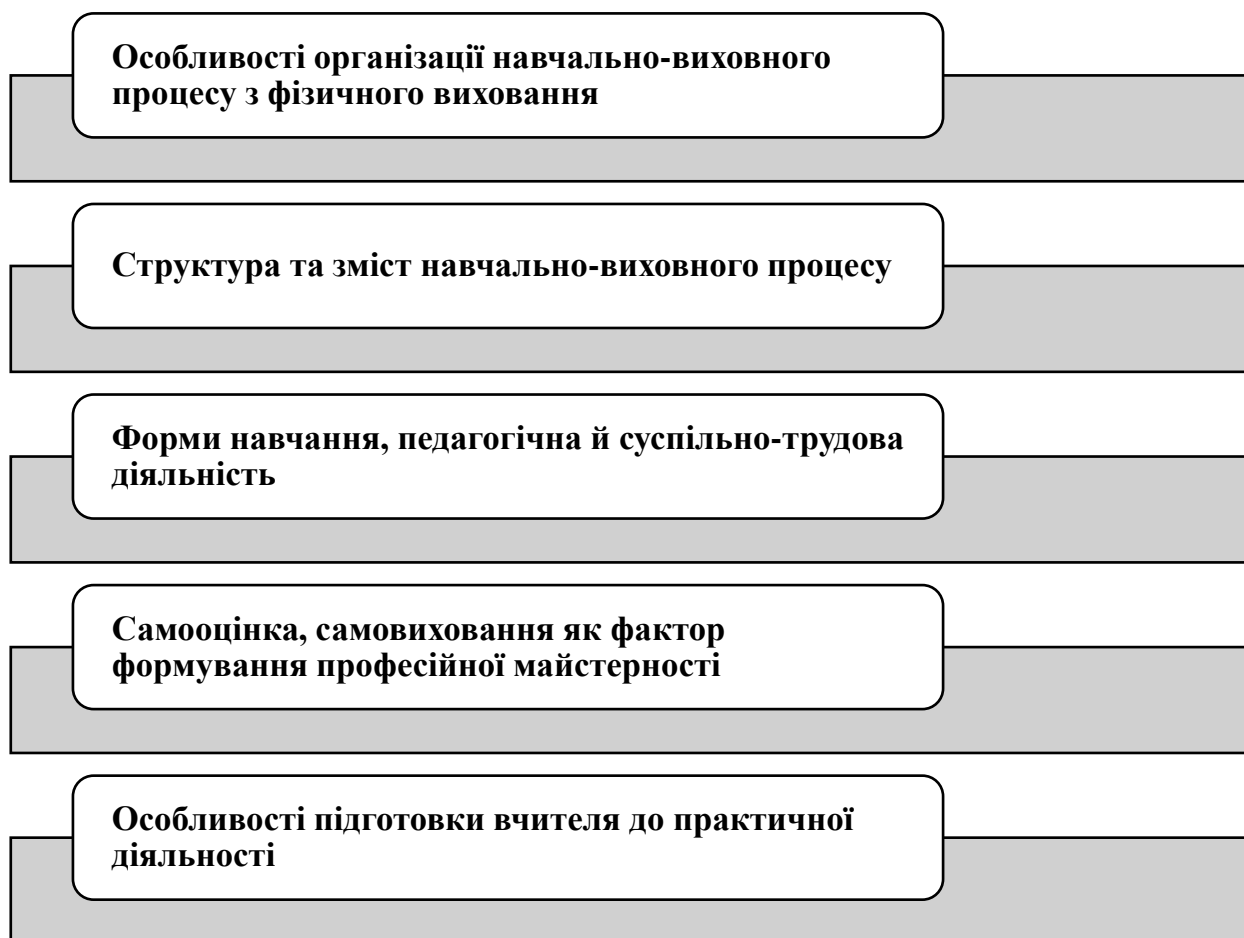 Особливості організації навчально-виховного
процесу з фізичного виховання
Структура та зміст навчально-виховного процесу
Форми навчання, педагогічна й суспільно-трудова
діяльність
Самооцінка, самовиховання як фактор
формування професійної майстерності
Особливості підготовки вчителя до практичної
діяльності